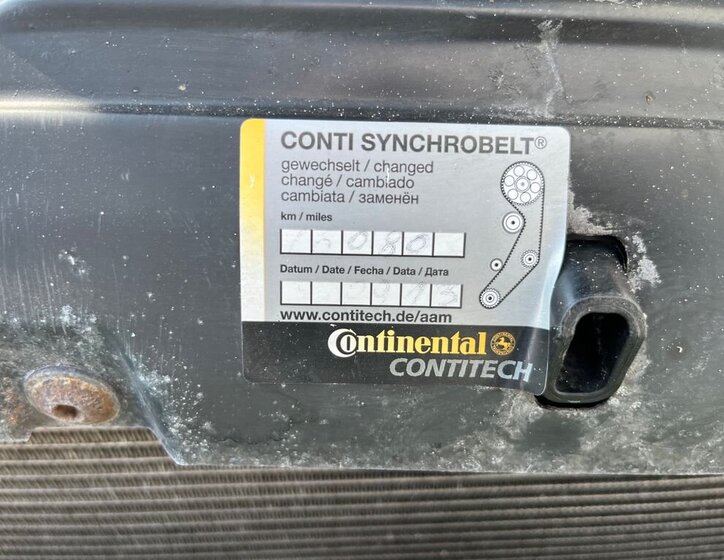 CONTI SYNCHROBELT®
gewechselt / changed
changé / cambiado
cambiata / заменён
km / miles
Datum / Date / Fecha / Data / Дата
www.contitech.de/aam
Continental
CONTITECH